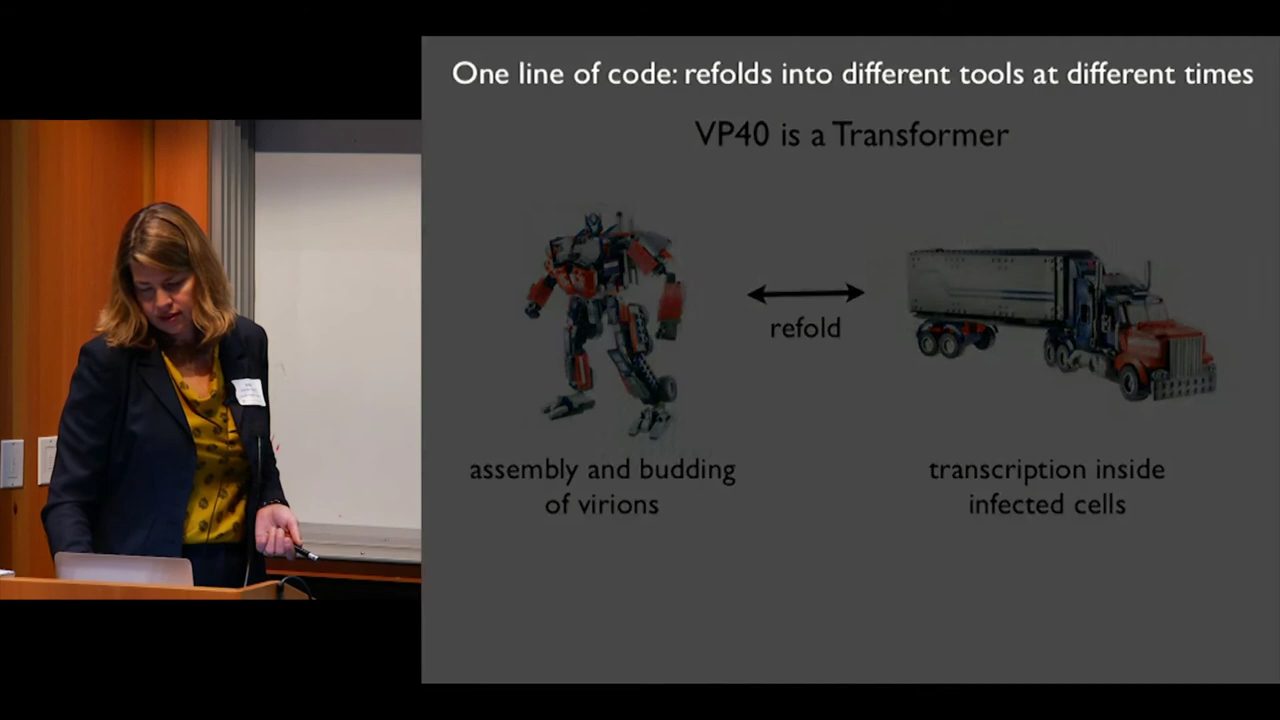 One line of code: refolds into different tools at different times
VP40 is a Transformer
refold
assembly and budding
of virions
transcription inside
infected cells